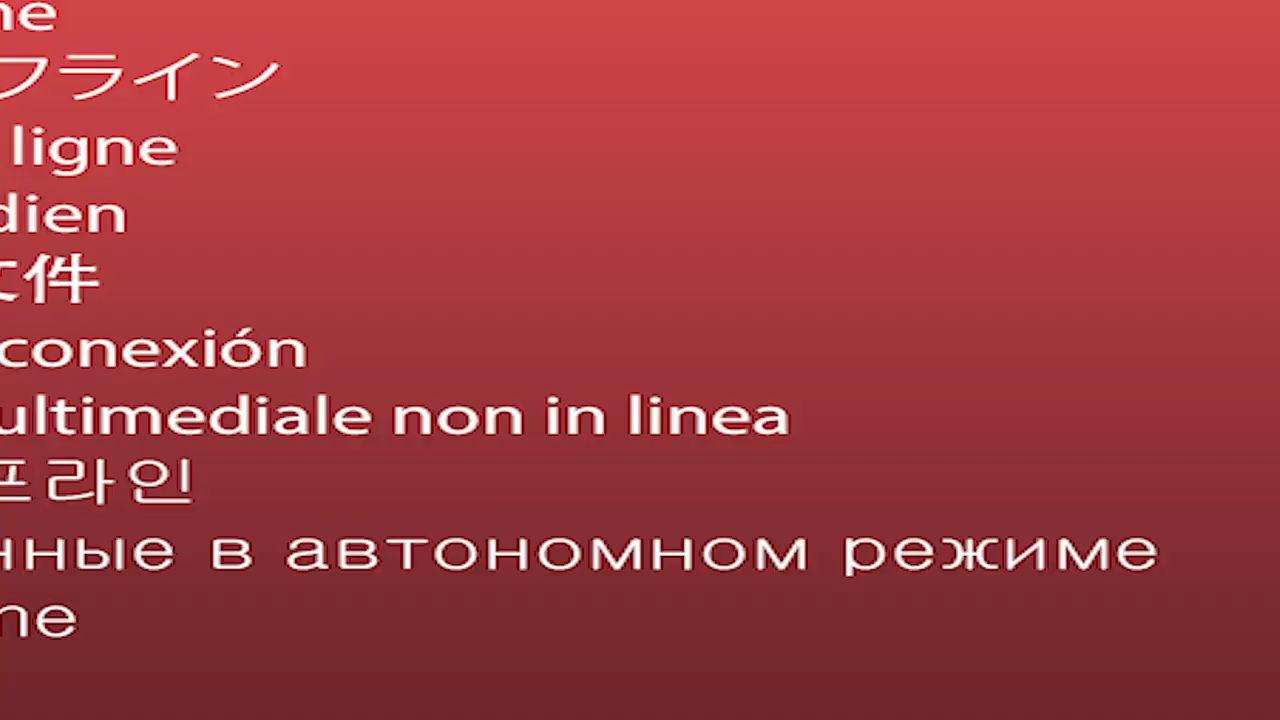 ne
フライン
ligne
dien
文件
conexión
ultimediale non in linea
프라인
нные в автономном режиме
ne